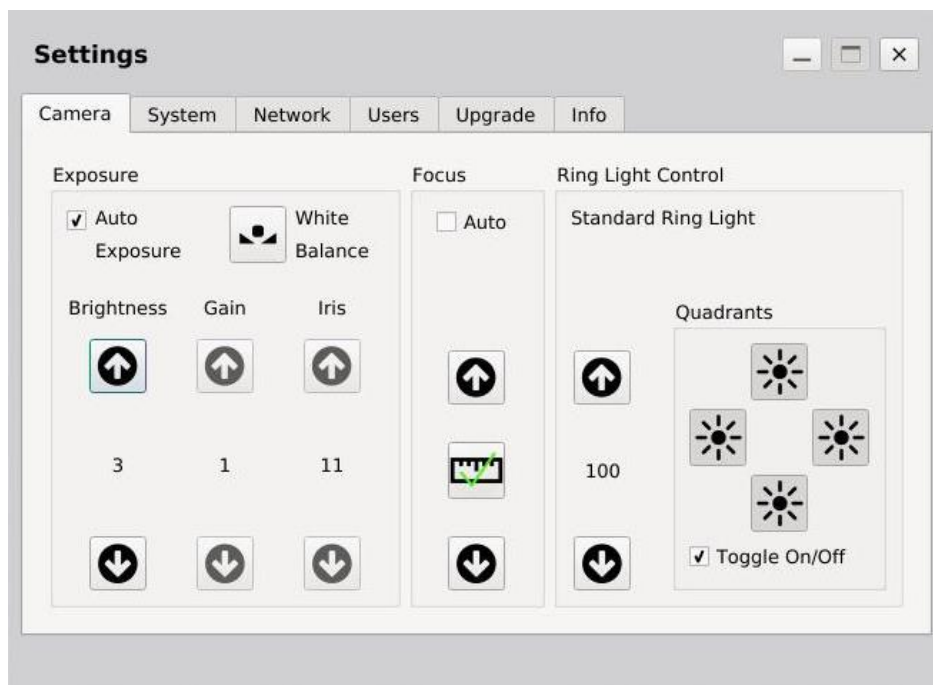 Settings
Camera System Network Users Upgrade Info
Exposure Focus Ring Light Control
Auto Exposure
White Balance
Auto
Standard Ring Light
Brightness Gain Iris
Quadrants
3 1 11 100
Toggle On/Off